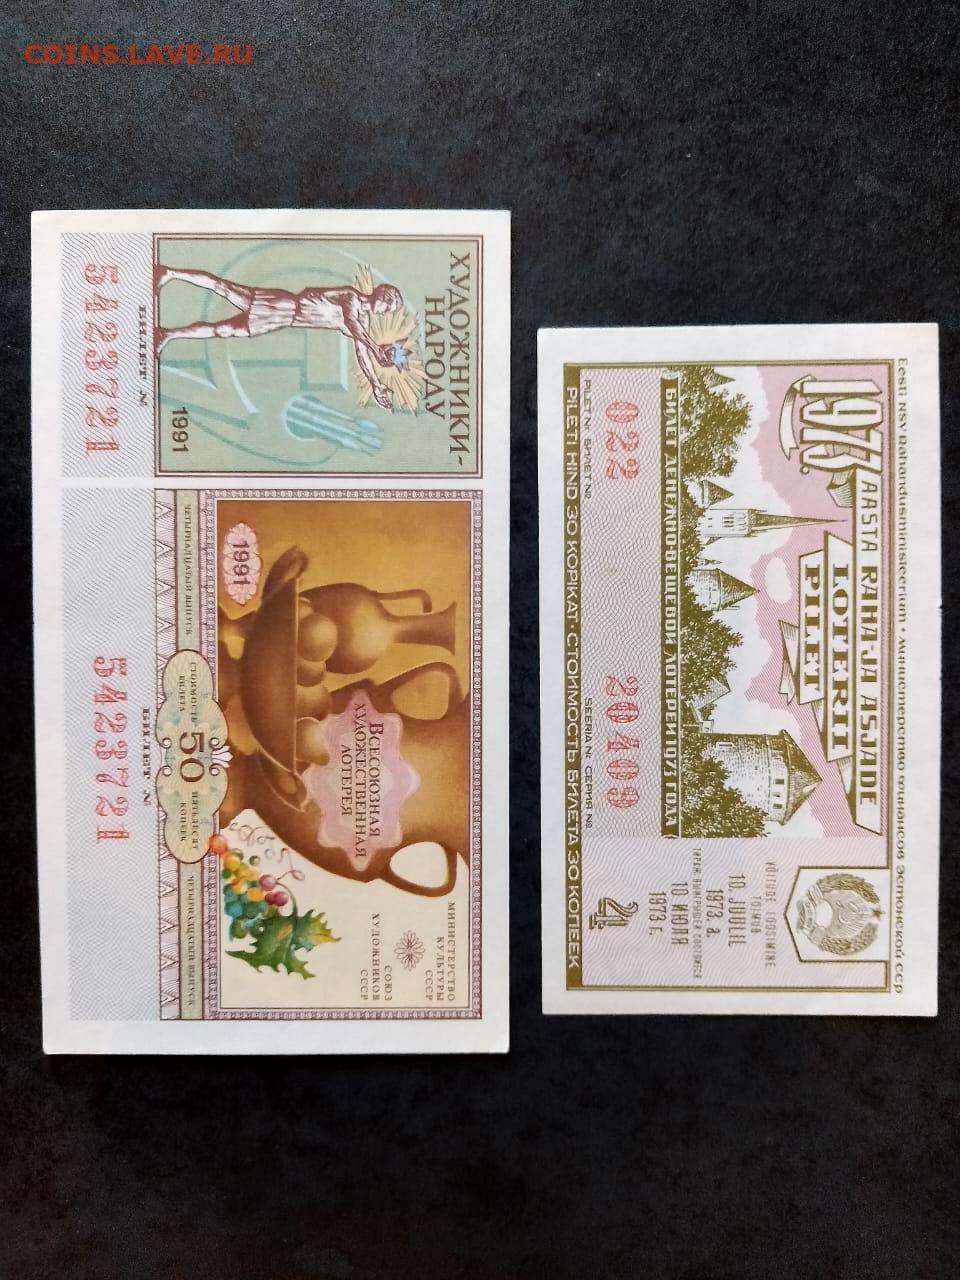 COINS.LAVE.RU
ХУДОЖНИКИ-
НАРОДУ
1991
БИЛЕТ N
5423721
1991
ВСЕСОЮЗНАЯ
ХУДОЖЕСТВЕННАЯ
ЛОТЕРЕЯ
МИНИСТЕРСТВО
КУЛЬТУРЫ
СССР
СОЮЗ
ХУДОЖНИКОВ
СССР
ЧЕТЫРНАДЦАТЫЙ ВЫПУСК
СТОИМОСТЬ
БИЛЕТА
50
ПЯТЬДЕСЯТ
КОПЕЕК
ЧЕТЫРНАДЦАТЫЙ ВЫПУСК
БИЛЕТ N
5423721
Eesti NSV Rahandusministeerium • Министерство финансов Эстонской ССР
1973.
AASTA RAHA-JA ASJADE
LOTERII
PILET
БИЛЕТ ДЕНЕЖНО-ВЕЩЕВОЙ ЛОТЕРЕИ 1973 ГОДА
VÕITUDE LOOSIMINE
TOIMUB
10. JUULIL
1973. a.
ТИРАЖ ВЫИГРЫШЕЙ СОСТОИТСЯ
10 ИЮЛЯ
1973 г.
4
PILETI Nr. БИЛЕТ №
022
SEERIA Nr. СЕРИЯ №
20409
PILETI HIND 30 KOPIKAT СТОИМОСТЬ БИЛЕТА 30 КОПЕЕК